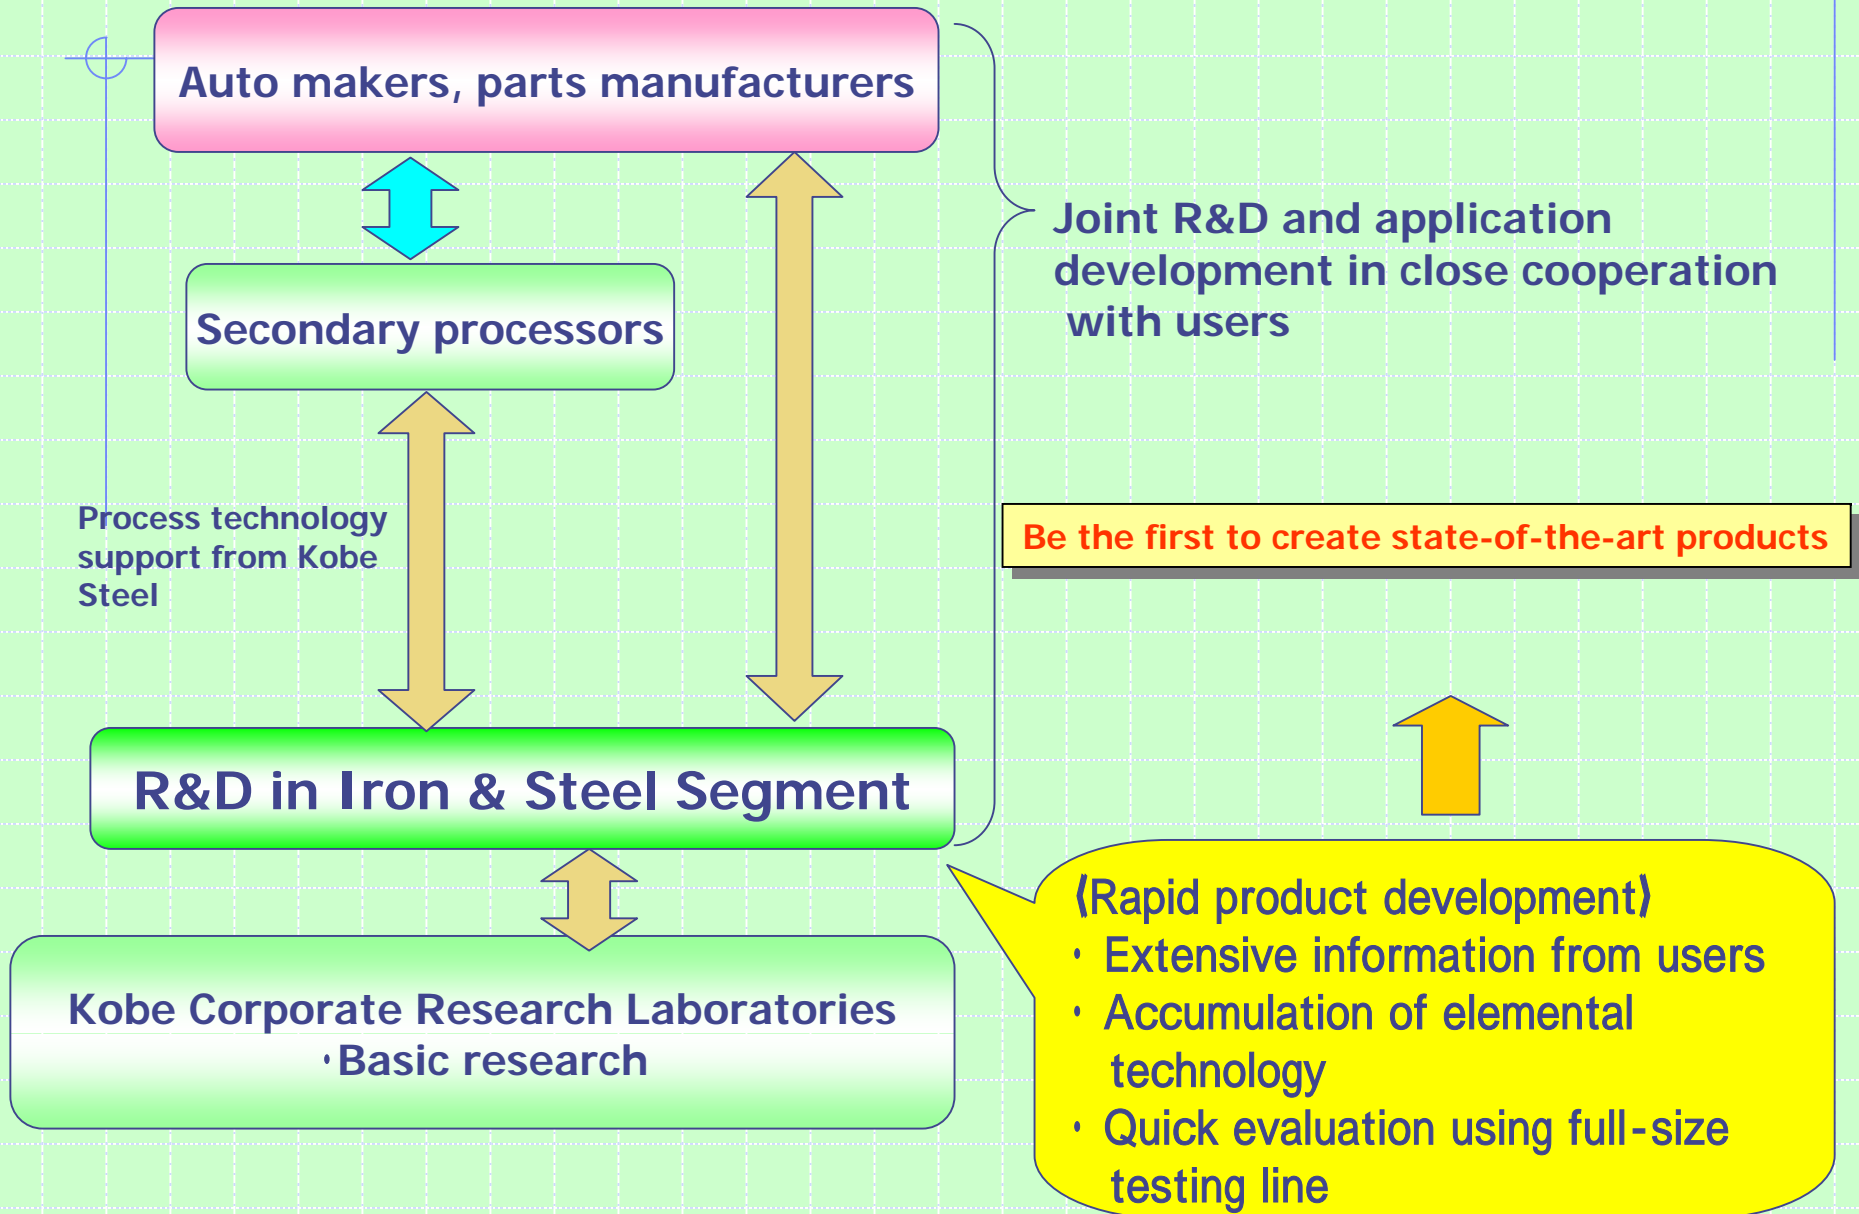 Auto makers, parts manufacturers
Joint R&D and application
development in close cooperation
with users
Secondary processors
Process technology
support from Kobe
Steel
Be the first to create state-of-the-art products
R&D in Iron & Steel Segment
Kobe Corporate Research Laboratories
・Basic research
⟪Rapid product development⟫
・ Extensive information from users
・ Accumulation of elemental
technology
・ Quick evaluation using full-size
testing line